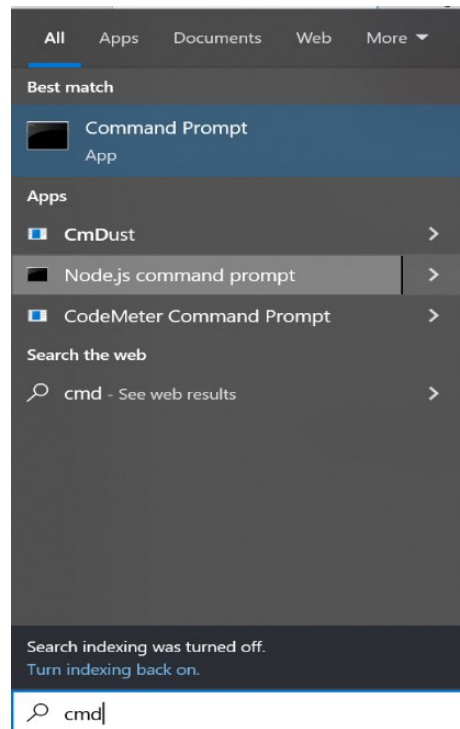 All Apps Documents Web More
Best match
Command Prompt
App
Apps
CmDust
Node.js command prompt
CodeMeter Command Prompt
Search the web
cmd - See web results
Search indexing was turned off.
Turn indexing back on.
cmd